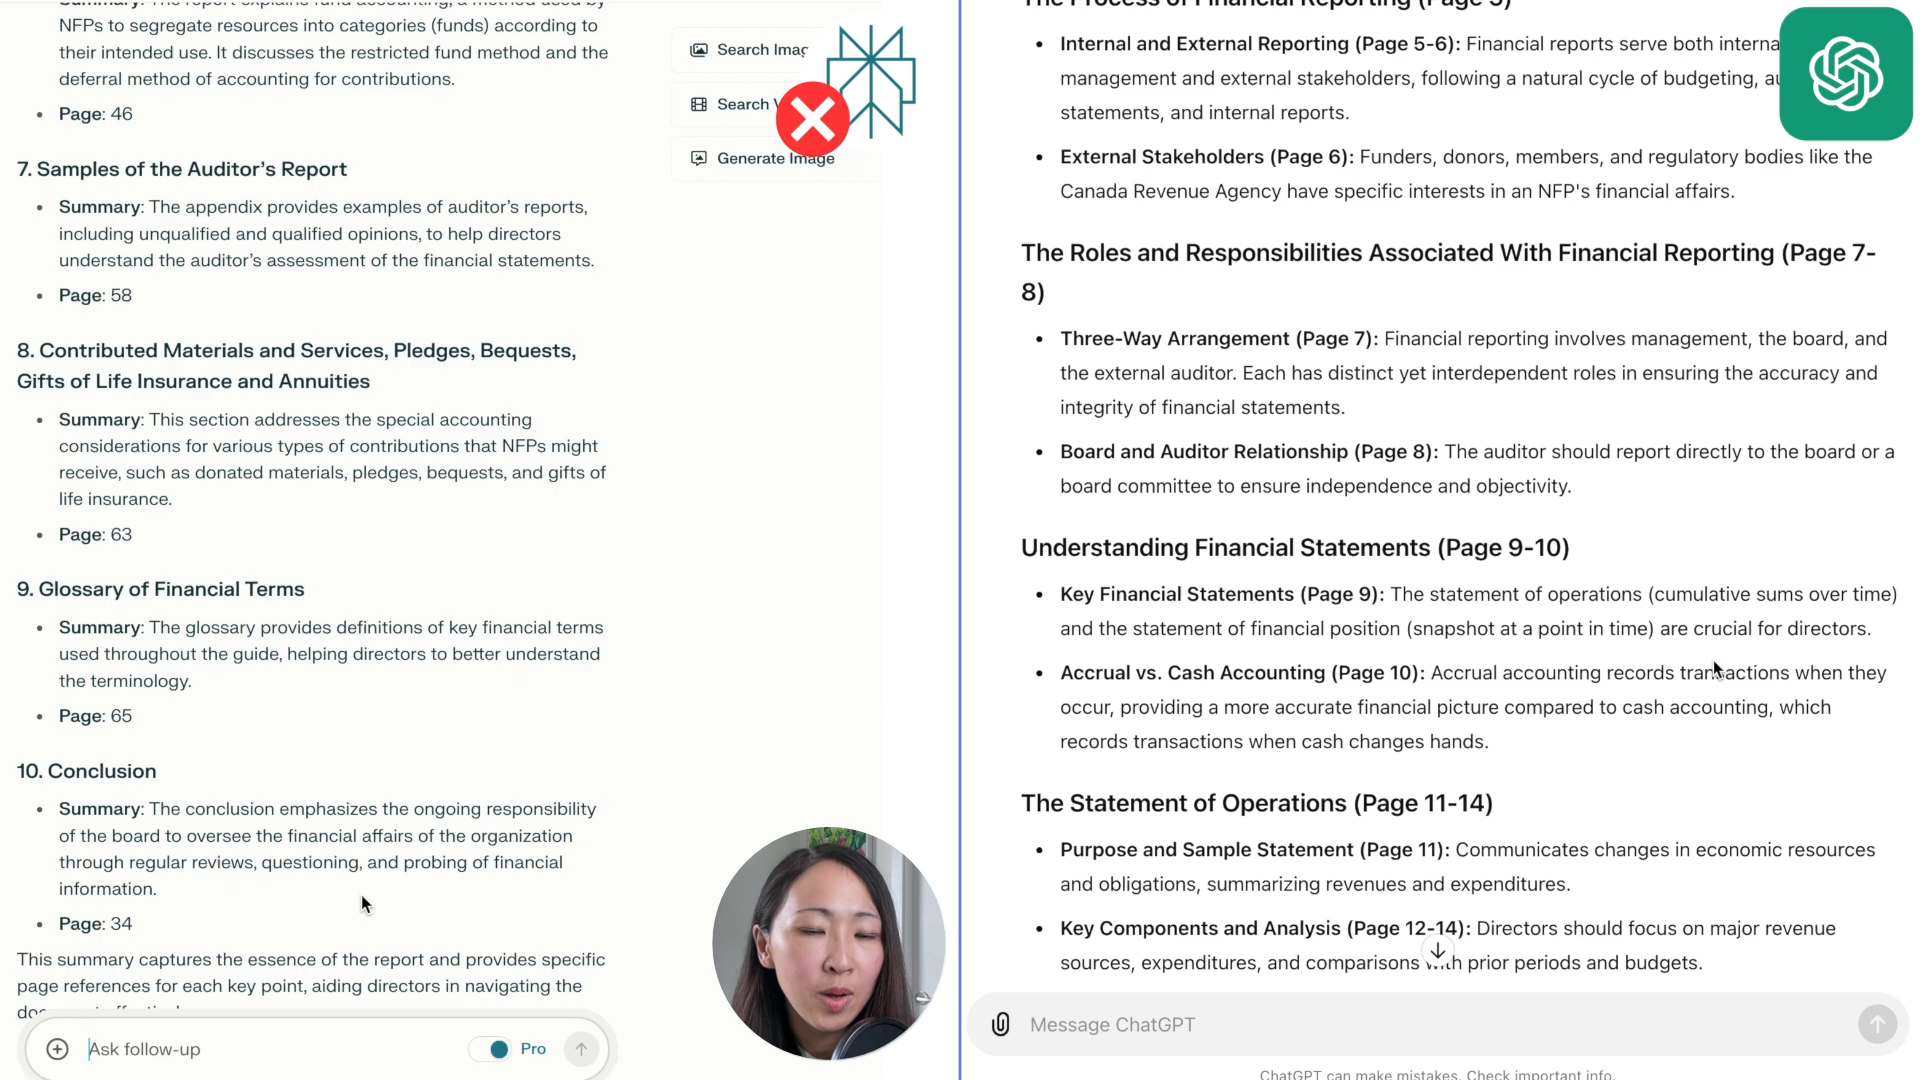 Summary: The report explains fund accounting, a method used by
NFPs to segregate resources into categories (funds) according to
their intended use. It discusses the restricted fund method and the
deferral method of accounting for contributions.
Page: 46
7. Samples of the Auditor's Report
Summary: The appendix provides examples of auditor's reports,
including unqualified and qualified opinions, to help directors
understand the auditor's assessment of the financial statements.
Page: 58
8. Contributed Materials and Services, Pledges, Bequests,
Gifts of Life Insurance and Annuities
Summary: This section addresses the special accounting
considerations for various types of contributions that NFPs might
receive, such as donated materials, pledges, bequests, and gifts of
life insurance.
Page: 63
9. Glossary of Financial Terms
Summary: The glossary provides definitions of key financial terms
used throughout the guide, helping directors to better understand
the terminology.
Page: 65
10. Conclusion
Summary: The conclusion emphasizes the ongoing responsibility
of the board to oversee the financial affairs of the organization
through regular reviews, questioning, and probing of financial
information.
Page: 34
This summary captures the essence of the report and provides specific
page references for each key point, aiding directors in navigating the
Ask follow-up
Pro
Search Imag
Search V
Generate Image
The Process of Financial Reporting (Page 5)
Internal and External Reporting (Page 5-6): Financial reports serve both interna
management and external stakeholders, following a natural cycle of budgeting, au
statements, and internal reports.
External Stakeholders (Page 6): Funders, donors, members, and regulatory bodies like the
Canada Revenue Agency have specific interests in an NFP's financial affairs.
The Roles and Responsibilities Associated With Financial Reporting (Page 7-
8)
Three-Way Arrangement (Page 7): Financial reporting involves management, the board, and
the external auditor. Each has distinct yet interdependent roles in ensuring the accuracy and
integrity of financial statements.
Board and Auditor Relationship (Page 8): The auditor should report directly to the board or a
board committee to ensure independence and objectivity.
Understanding Financial Statements (Page 9-10)
Key Financial Statements (Page 9): The statement of operations (cumulative sums over time)
and the statement of financial position (snapshot at a point in time) are crucial for directors.
Accrual vs. Cash Accounting (Page 10): Accrual accounting records transactions when they
occur, providing a more accurate financial picture compared to cash accounting, which
records transactions when cash changes hands.
The Statement of Operations (Page 11-14)
Purpose and Sample Statement (Page 11): Communicates changes in economic resources
and obligations, summarizing revenues and expenditures.
Key Components and Analysis (Page 12-14): Directors should focus on major revenue
sources, expenditures, and comparisons with prior periods and budgets.
Message ChatGPT
ChatGPT can make mistakes. Check important info.